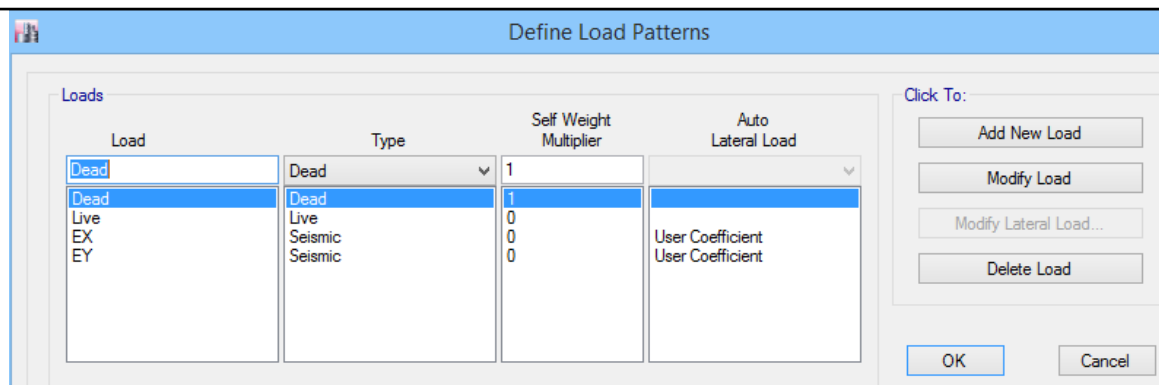 Define Load Patterns
Loads
Click To:
Load
Type
Self Weight
Multiplier
Auto
Lateral Load
Dead
Dead
1
Dead Dead 1
Live Live 0
EX Seismic 0 User Coefficient
EY Seismic 0 User Coefficient
Add New Load
Modify Load
Modify Lateral Load...
Delete Load
OK
Cancel